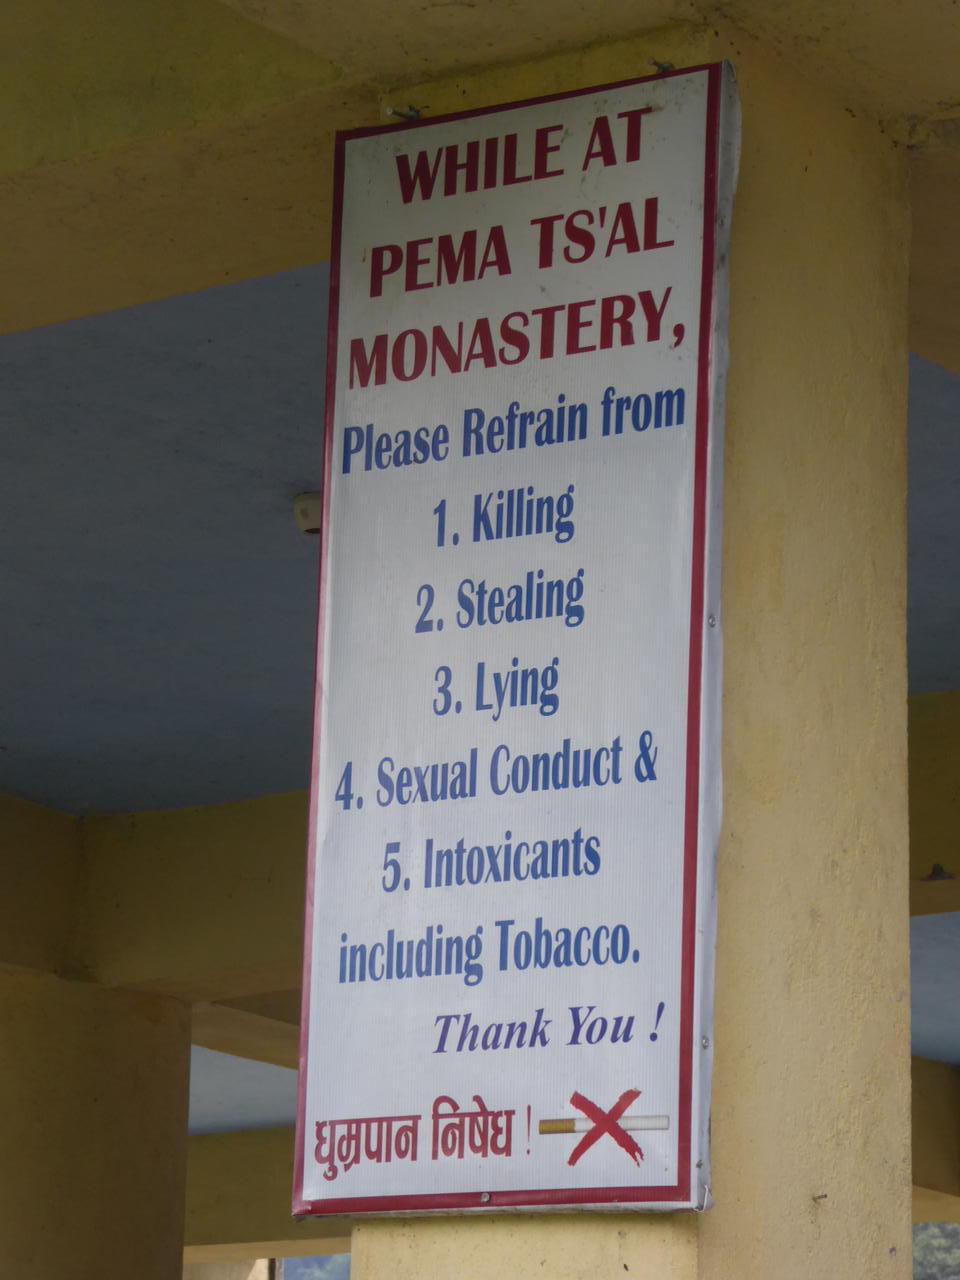 WHILE AT
PEMA TS'AL
MONASTERY,
Please Refrain from
1. Killing
2. Stealing
3. Lying
4. Sexual Conduct &
5. Intoxicants
including Tobacco.
Thank You !
धुम्रपान निषेध !